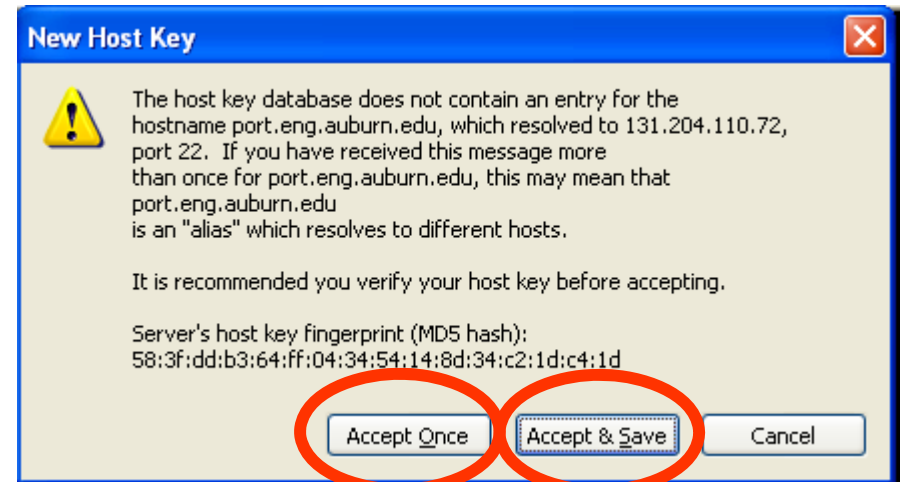 New Host Key
The host key database does not contain an entry for the
hostname port.eng.auburn.edu, which resolved to 131.204.110.72,
port 22.  If you have received this message more
than once for port.eng.auburn.edu, this may mean that
port.eng.auburn.edu
is an "alias" which resolves to different hosts.
It is recommended you verify your host key before accepting.
Server's host key fingerprint (MD5 hash):
58:3f:dd:b3:64:ff:04:34:54:14:8d:34:c2:1d:c4:1d
Accept Once Accept & Save Cancel